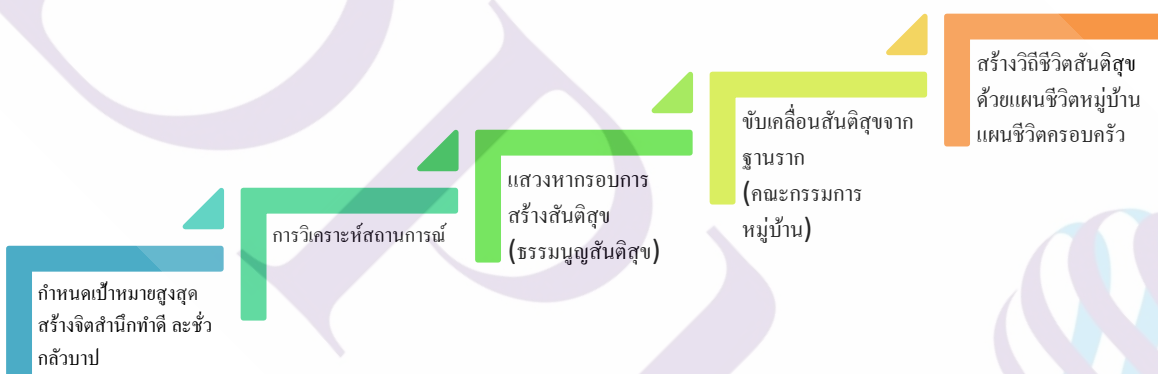 กำหนดเป้าหมายสูงสุด
สร้างจิตสำนึกทำดี ละชั่ว
กลัวบาป
การวิเคราะห์สถานการณ์
แสวงหากรอบการ
สร้างสันติสุข
(ธรรมนูญสันติสุข)
ขับเคลื่อนสันติสุขจาก
ฐานราก
(คณะกรรมการ
หมู่บ้าน)
สร้างวิถีชีวิตสันติสุข
ด้วยแผนชีวิตหมู่บ้าน
แผนชีวิตครอบครัว